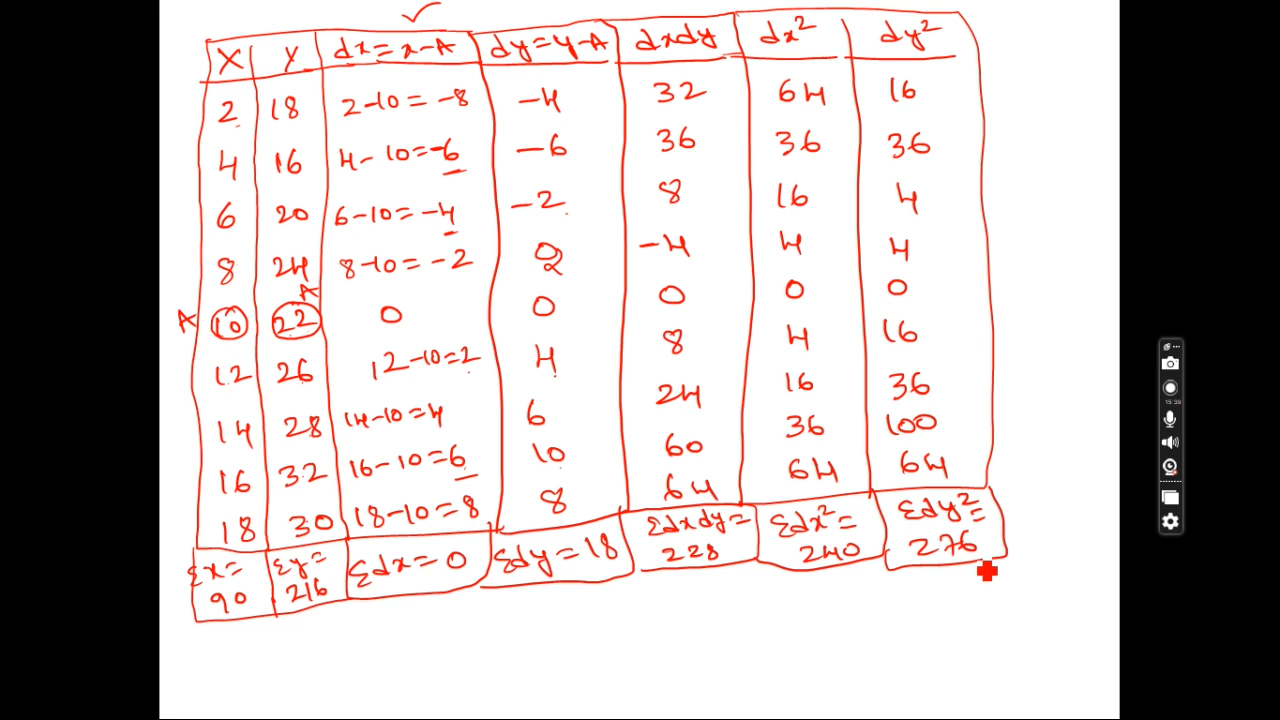 X Y dx=x-A dy=y-A dxdy dx² dy²
2 18 2-10=-8 -4 32 64 16
4 16 4-10=-6 -6 36 36 36
6 20 6-10=-4 -2 8 16 4
8 24 8-10=-2 2 -4 4 4
A
A 10 22 0 0 0 0 0
12 26 12-10=2 4 8 4 16
14 28 14-10=4 6 24 16 36
16 32 16-10=6 10 60 36 100
18 30 18-10=8 8 64 64 64
Σx=90 Σy=216 Σdx=0 Σdy=18 Σdxdy=228 Σdx²=240 Σdy²=276
15:38